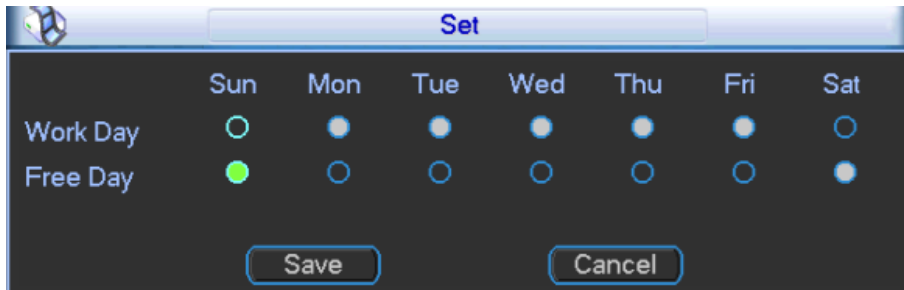 Set
Sun Mon Tue Wed Thu Fri Sat
Work Day
Free Day
Save Cancel